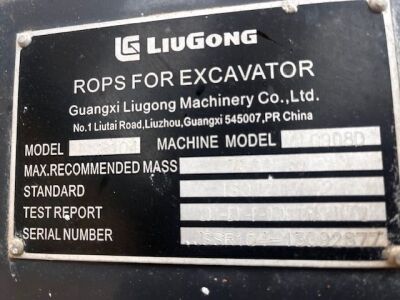 LIUGONG
ROPS FOR EXCAVATOR
Guangxi Liugong Machinery Co.,Ltd.
No.1 Liutai Road,Liuzhou,Guangxi 545007,PR China
MODEL MACHINE MODEL
MAX.RECOMMENDED MASS
STANDARD
TEST REPORT
SERIAL NUMBER